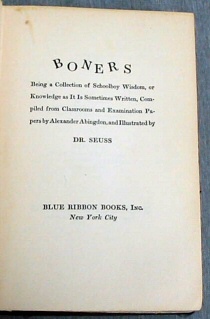 BONERS
Being a Collection of Schoolboy Wisdom, or
Knowledge as It Is Sometimes Written, Com-
piled from Classrooms and Examination Pa-
pers by Alexander Abingdon, and Illustrated by
DR. SEUSS
BLUE RIBBON BOOKS, INC.
New York City